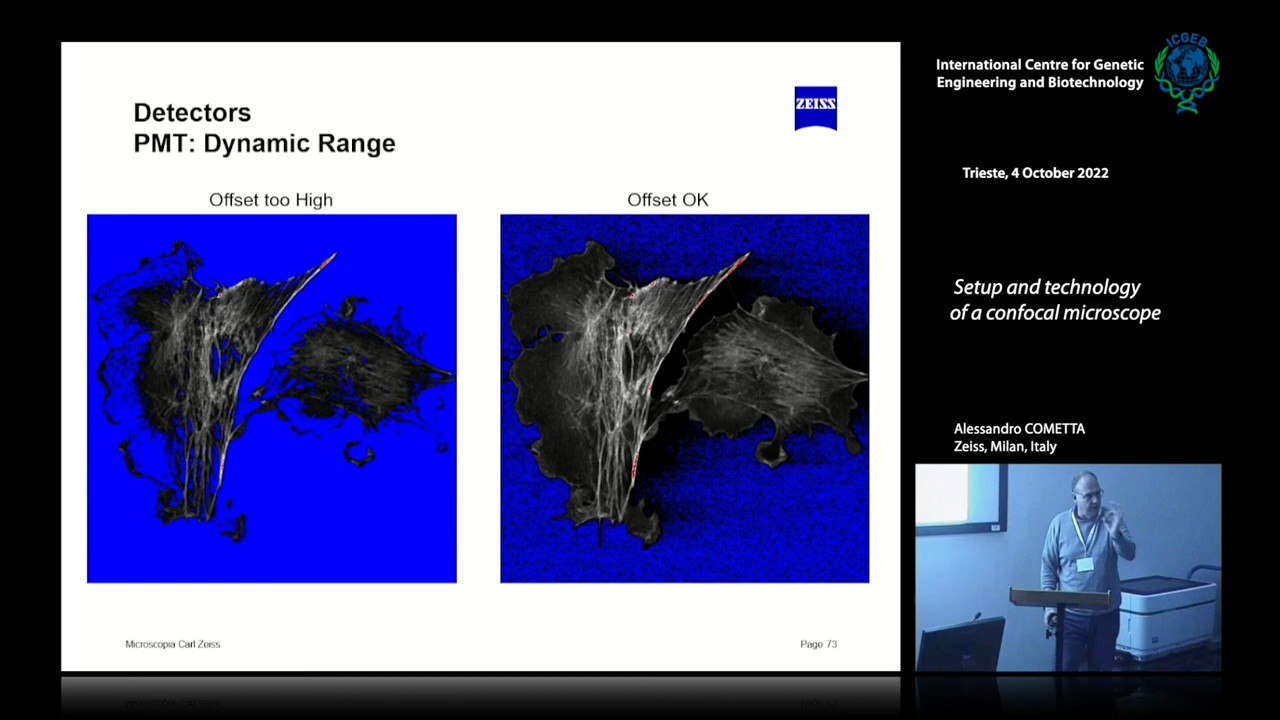 Detectors
PMT: Dynamic Range
ZEISS
Offset too High
Offset OK
Microscopia Carl Zeiss
Page 73
International Centre for Genetic
Engineering and Biotechnology
ICGEB
Trieste, 4 October 2022
Setup and technology
of a confocal microscope
Alessandro COMETTA
Zeiss, Milan, Italy